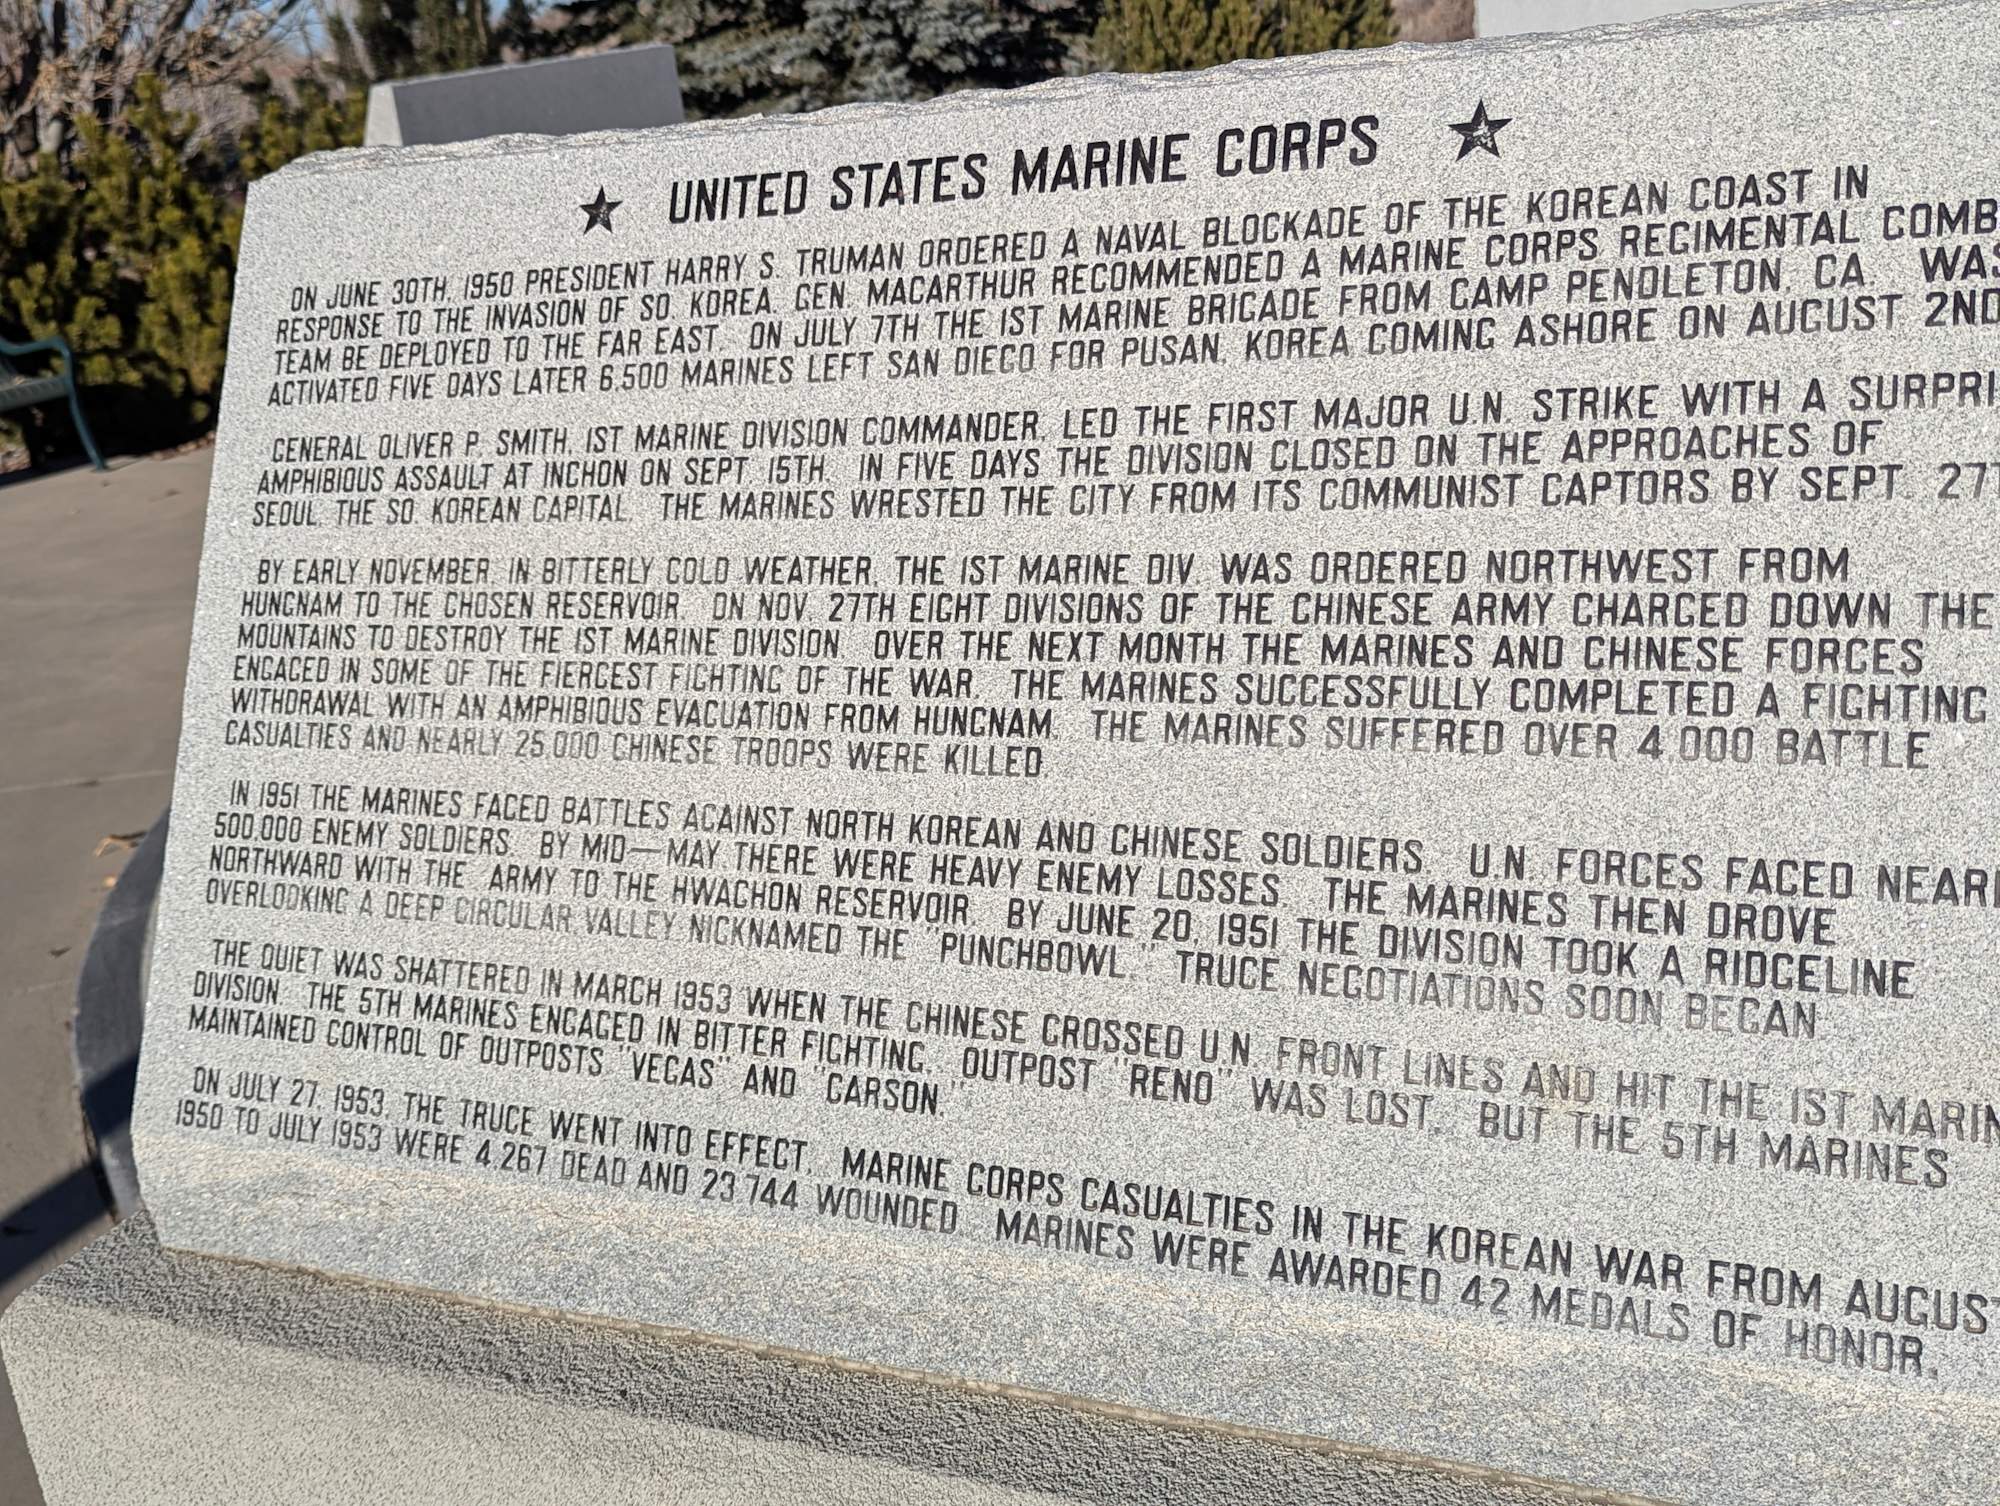 UNITED STATES MARINE CORPS
ON JUNE 30TH, 1950 PRESIDENT HARRY S. TRUMAN ORDERED A NAVAL BLOCKADE OF THE KOREAN COAST IN
RESPONSE TO THE INVASION OF SO. KOREA. GEN. MACARTHUR RECOMMENDED A MARINE CORPS REGIMENTAL COMB
TEAM BE DEPLOYED TO THE FAR EAST. ON JULY 7TH THE 1ST MARINE BRIGADE FROM CAMP PENDLETON, CA. WAS
ACTIVATED. FIVE DAYS LATER 6,500 MARINES LEFT SAN DIEGO FOR PUSAN, KOREA COMING ASHORE ON AUGUST 2ND
GENERAL OLIVER P. SMITH, 1ST MARINE DIVISION COMMANDER, LED THE FIRST MAJOR U.N. STRIKE WITH A SURPRI
AMPHIBIOUS ASSAULT AT INCHON ON SEPT. 15TH. IN FIVE DAYS THE DIVISION CLOSED ON THE APPROACHES OF
SEOUL, THE SO. KOREAN CAPITAL. THE MARINES WRESTED THE CITY FROM ITS COMMUNIST CAPTORS BY SEPT. 27T
BY EARLY NOVEMBER, IN BITTERLY COLD WEATHER, THE 1ST MARINE DIV. WAS ORDERED NORTHWEST FROM
HUNGNAM TO THE CHOSEN RESERVOIR. ON NOV. 27TH EIGHT DIVISIONS OF THE CHINESE ARMY CHARGED DOWN THE
MOUNTAINS TO DESTROY THE 1ST MARINE DIVISION. OVER THE NEXT MONTH THE MARINES AND CHINESE FORCES
ENGAGED IN SOME OF THE FIERCEST FIGHTING OF THE WAR. THE MARINES SUCCESSFULLY COMPLETED A FIGHTING
WITHDRAWAL WITH AN AMPHIBIOUS EVACUATION FROM HUNGNAM. THE MARINES SUFFERED OVER 4,000 BATTLE
CASUALTIES AND NEARLY 25,000 CHINESE TROOPS WERE KILLED.
IN 1951 THE MARINES FACED BATTLES AGAINST NORTH KOREAN AND CHINESE SOLDIERS. U.N. FORCES FACED NEARL
500,000 ENEMY SOLDIERS. BY MID-MAY THERE WERE HEAVY ENEMY LOSSES. THE MARINES THEN DROVE
NORTHWARD WITH THE ARMY TO THE HWACHON RESERVOIR. BY JUNE 20, 1951 THE DIVISION TOOK A RIDGELINE
OVERLOOKING A DEEP CIRCULAR VALLEY NICKNAMED THE "PUNCHBOWL." TRUCE NEGOTIATIONS SOON BEGAN
THE QUIET WAS SHATTERED IN MARCH 1953 WHEN THE CHINESE CROSSED U.N. FRONT LINES AND HIT THE 1ST MARIN
DIVISION. THE 5TH MARINES ENGAGED IN BITTER FIGHTING. OUTPOST "RENO" WAS LOST, BUT THE 5TH MARINES
MAINTAINED CONTROL OF OUTPOSTS "VEGAS" AND "CARSON."
ON JULY 27, 1953, THE TRUCE WENT INTO EFFECT. MARINE CORPS CASUALTIES IN THE KOREAN WAR FROM AUGUST
1950 TO JULY 1953 WERE 4,267 DEAD AND 23,744 WOUNDED. MARINES WERE AWARDED 42 MEDALS OF HONOR.